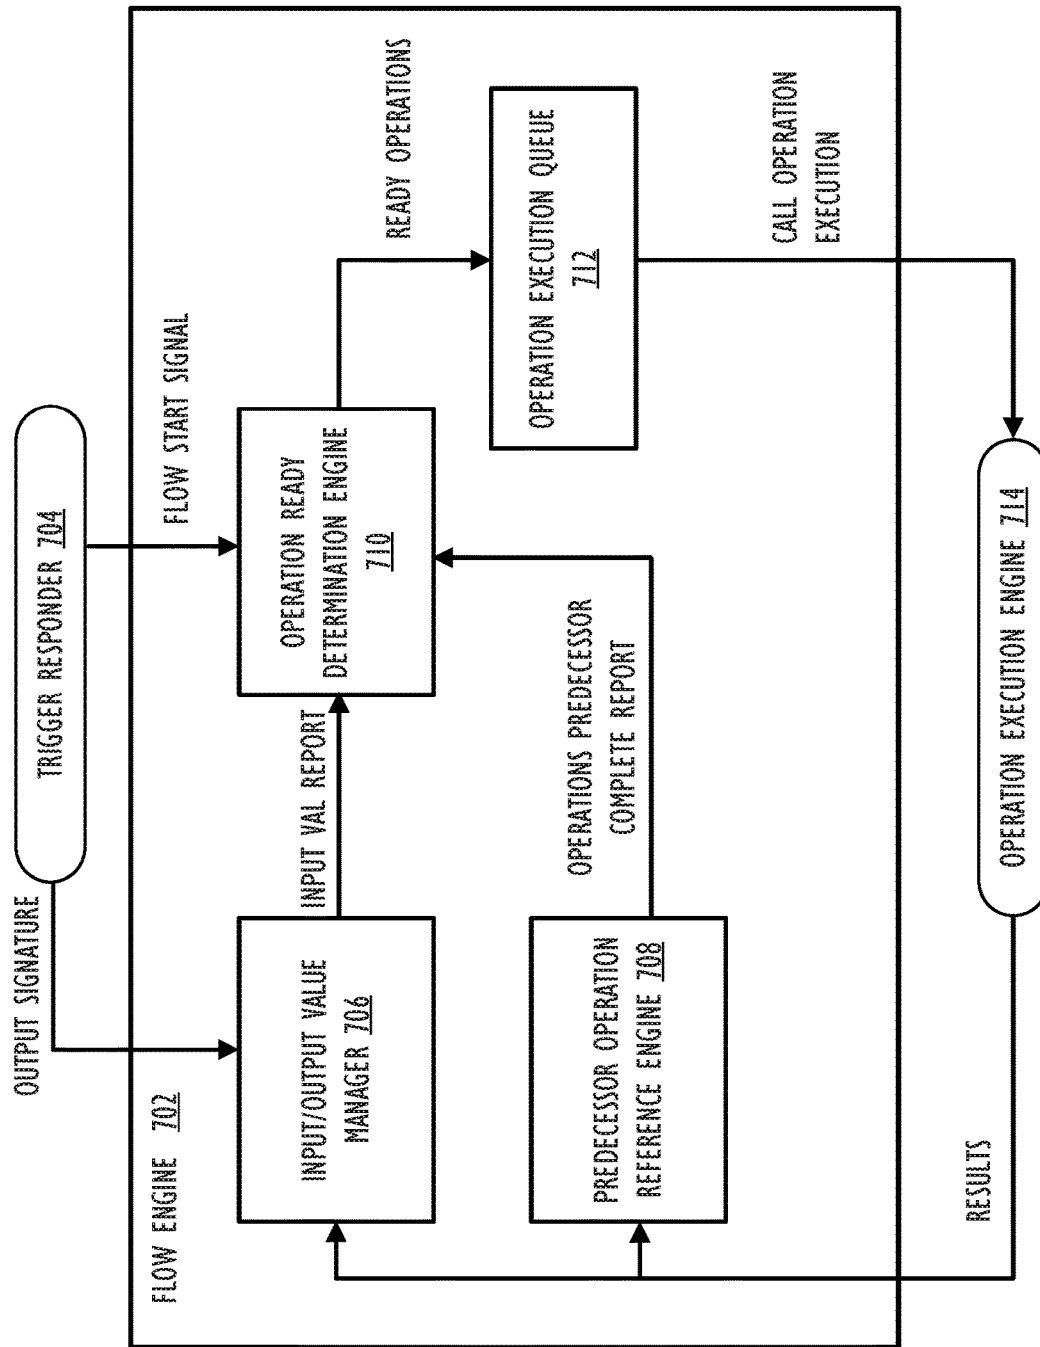 TRIGGER RESPONDER 704
OUTPUT SIGNATURE
FLOW START SIGNAL
FLOW ENGINE 702
INPUT/OUTPUT VALUE
MANAGER 706
INPUT VAL REPORT
OPERATION READY
DETERMINATION ENGINE
710
READY OPERATIONS
PREDECESSOR OPERATION
REFERENCE ENGINE 708
OPERATIONS PREDECESSOR
COMPLETE REPORT
OPERATION EXECUTION QUEUE
712
CALL OPERATION
EXECUTION
RESULTS
OPERATION EXECUTION ENGINE 714